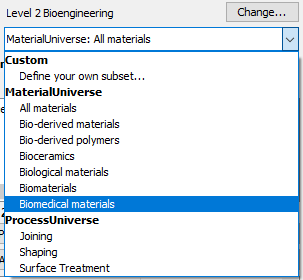 Level 2 Bioengineering Change...
MaterialUniverse: All materials
Custom
Define your own subset...
MaterialUniverse
All materials
Bio-derived materials
Bio-derived polymers
Bioceramics
Biological materials
Biomaterials
Biomedical materials
ProcessUniverse
Joining
Shaping
Surface Treatment